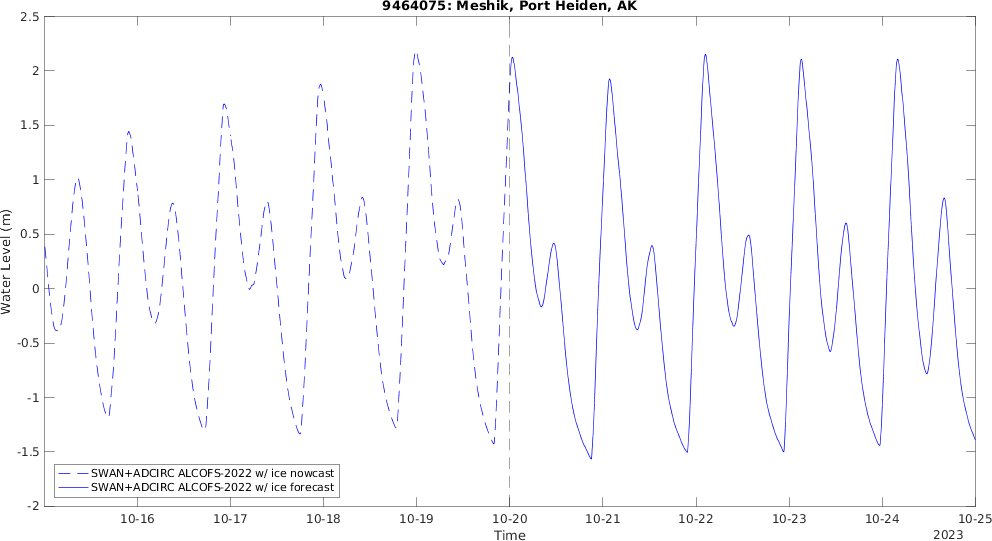 9464075: Meshik, Port Heiden, AK
2.5
2
1.5
1
0.5
0
-0.5
-1
-1.5
-2
Water Level (m)
SWAN+ADCIRC ALCOFS-2022 w/ ice nowcast
SWAN+ADCIRC ALCOFS-2022 w/ ice forecast
10-16 10-17 10-18 10-19 10-20 10-21 10-22 10-23 10-24 10-25
Time
2023